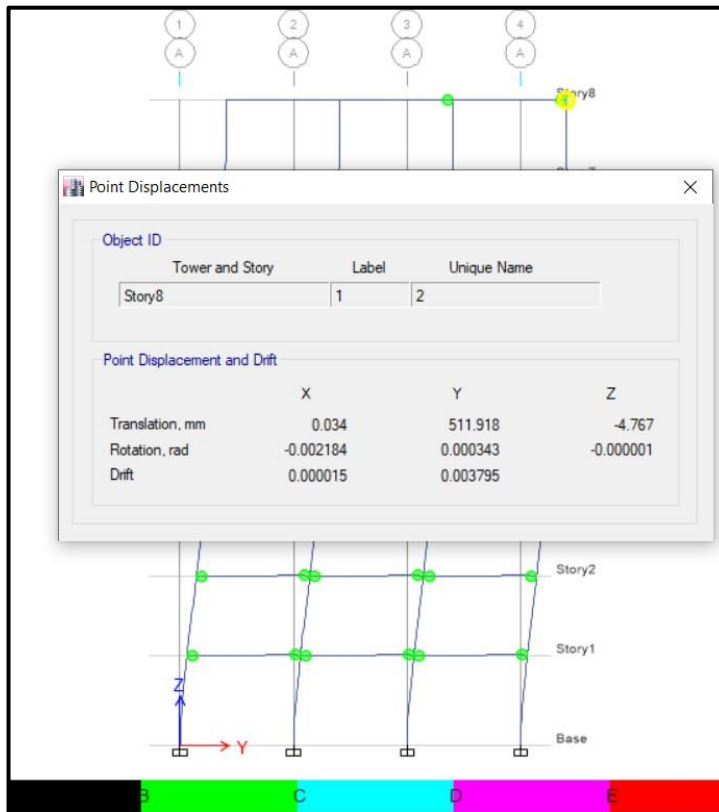 1 2 3 4
A A A A
Story8
Point Displacements
Object ID
Tower and Story Label Unique Name
Story8 1 2
Point Displacement and Drift
X Y Z
Translation, mm 0.034 511.918 -4.767
Rotation, rad -0.002184 0.000343 -0.000001
Drift 0.000015 0.003795
Story2
Story1
Z
Y
Base
B C D E